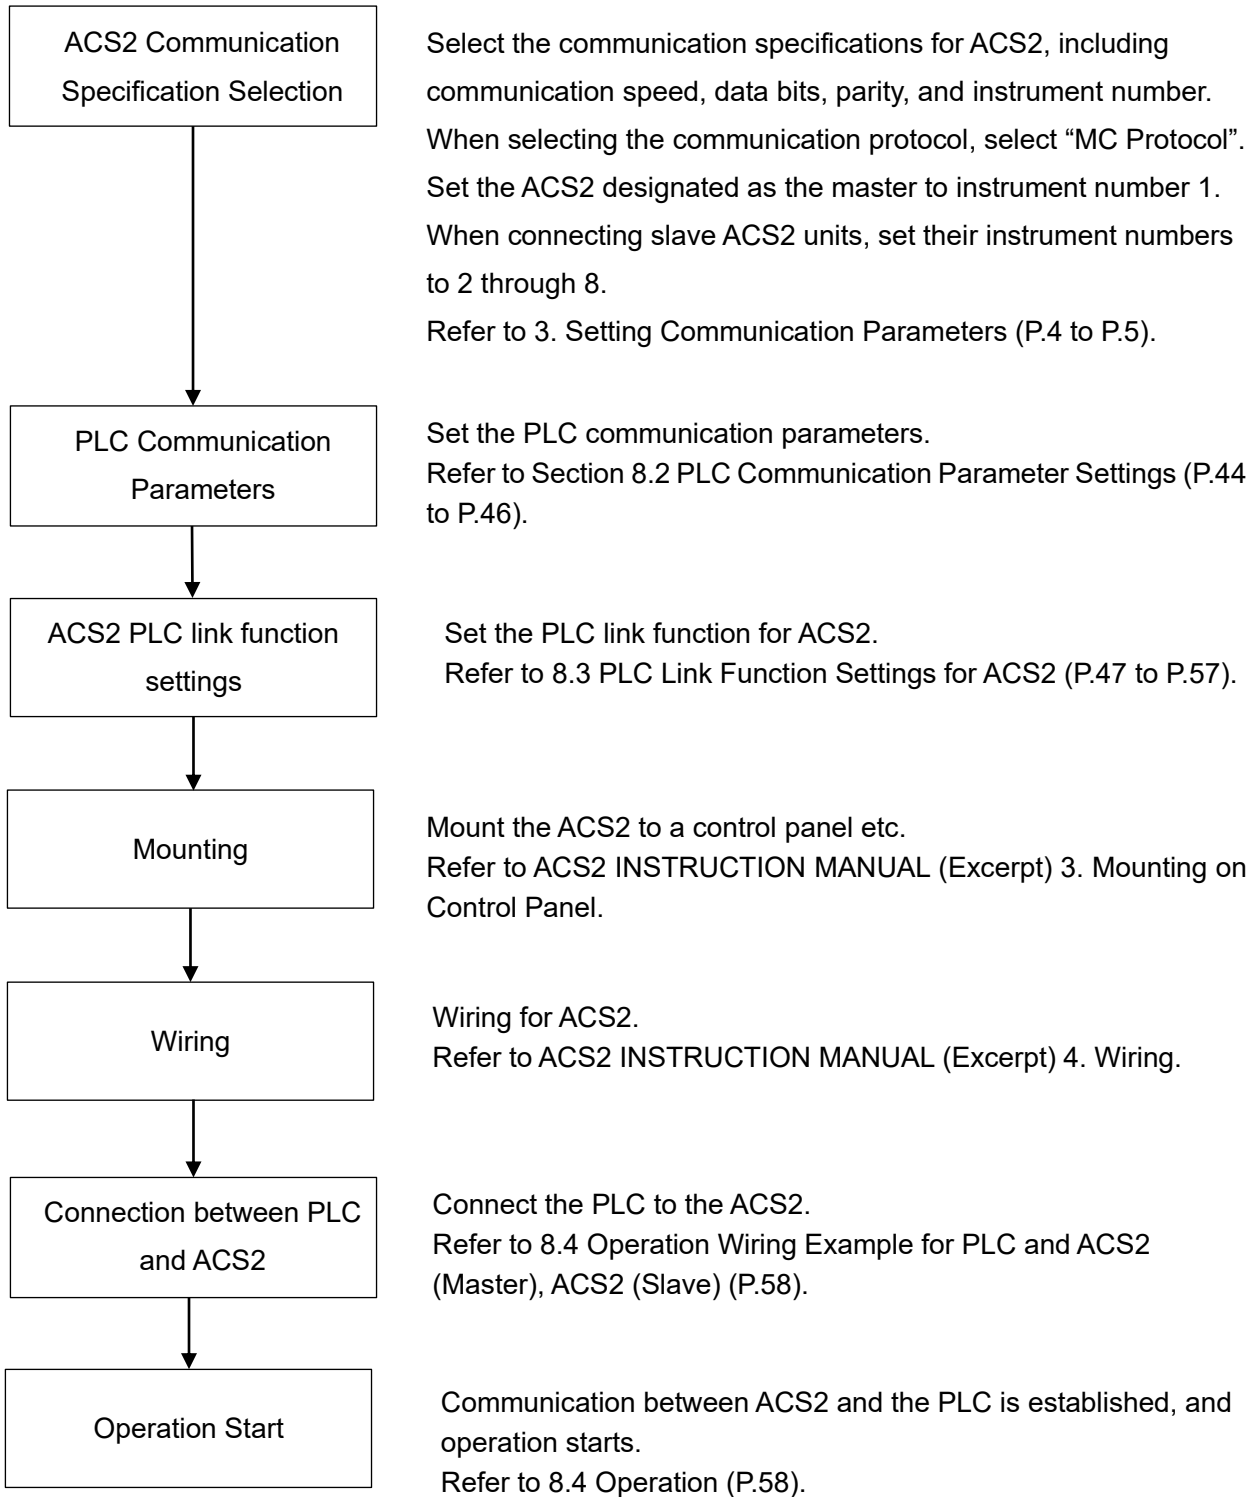 ACS2 Communication
Specification Selection
Select the communication specifications for ACS2, including
communication speed, data bits, parity, and instrument number.
When selecting the communication protocol, select “MC Protocol”.
Set the ACS2 designated as the master to instrument number 1.
When connecting slave ACS2 units, set their instrument numbers
to 2 through 8.
Refer to 3. Setting Communication Parameters (P.4 to P.5).
PLC Communication
Parameters
Set the PLC communication parameters.
Refer to Section 8.2 PLC Communication Parameter Settings (P.44
to P.46).
ACS2 PLC link function
settings
Set the PLC link function for ACS2.
Refer to 8.3 PLC Link Function Settings for ACS2 (P.47 to P.57).
Mounting
Mount the ACS2 to a control panel etc.
Refer to ACS2 INSTRUCTION MANUAL (Excerpt) 3. Mounting on
Control Panel.
Wiring
Wiring for ACS2.
Refer to ACS2 INSTRUCTION MANUAL (Excerpt) 4. Wiring.
Connection between PLC
and ACS2
Connect the PLC to the ACS2.
Refer to 8.4 Operation Wiring Example for PLC and ACS2
(Master), ACS2 (Slave) (P.58).
Operation Start
Communication between ACS2 and the PLC is established, and
operation starts.
Refer to 8.4 Operation (P.58).